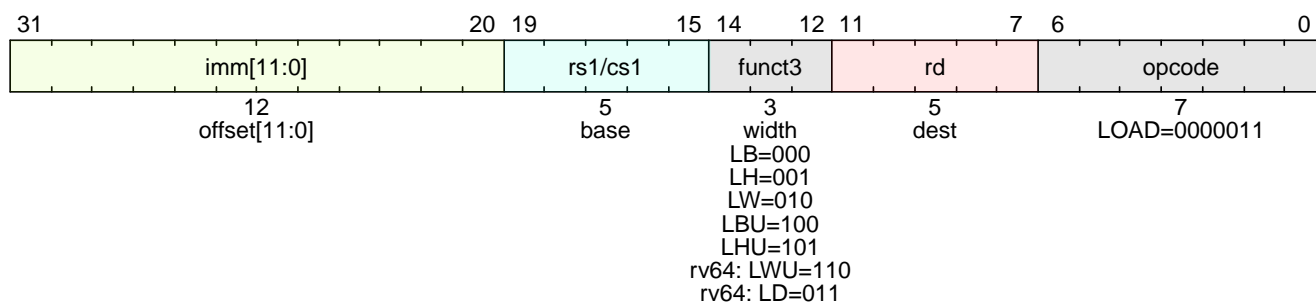 31 20 19 15 14 12 11 7 6 0
imm[11:0] rs1/cs1 funct3 rd opcode
12 5 3 5 7
offset[11:0] base width dest LOAD=0000011
LB=000
LH=001
LW=010
LBU=100
LHU=101
rv64: LWU=110
rv64: LD=011